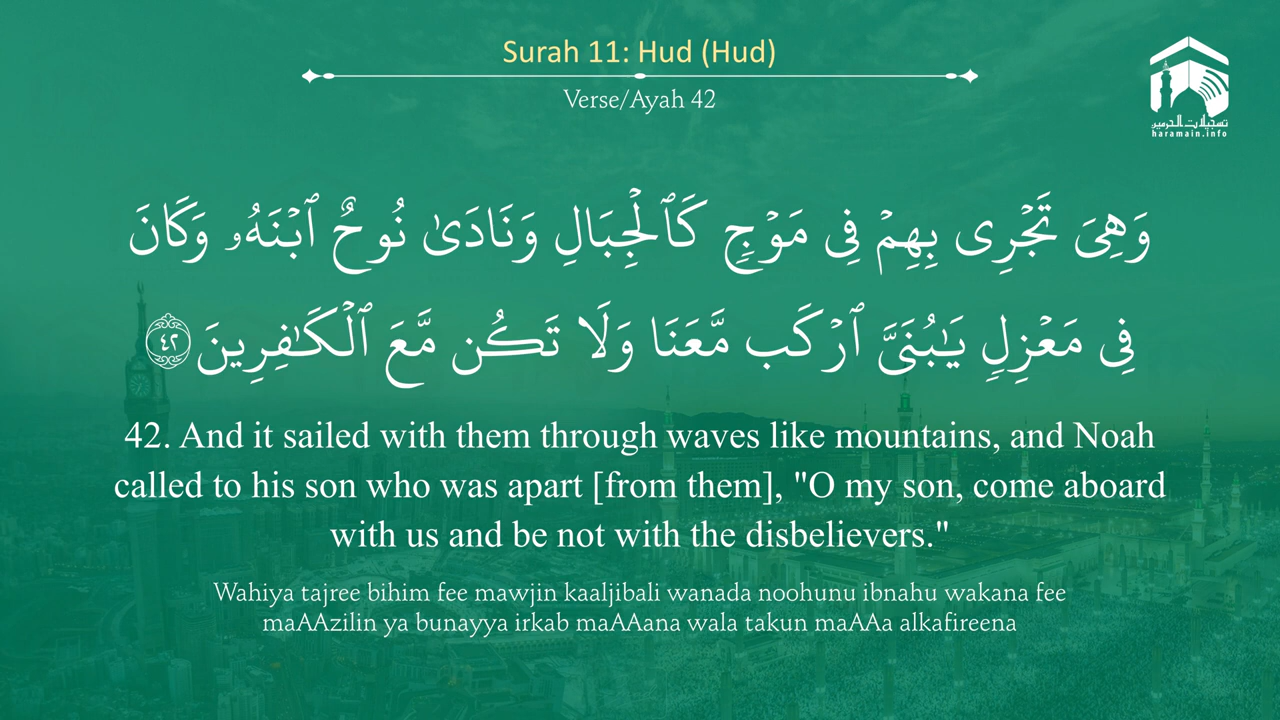 Surah 11: Hud (Hud)
Verse/Ayah 42
تسجيلات الحرمين
haramain.info
وَهِىَ تَجْرِى بِهِمْ فِى مَوْجٍ كَٱلْجِبَالِ وَنَادَىٰ نُوحٌ ٱبْنَهُۥ وَكَانَ
فِى مَعْزِلٍ يَـٰبُنَىَّ ٱرْكَب مَّعَنَا وَلَا تَكُن مَّعَ ٱلْكَـٰفِرِينَ ٤٢
42. And it sailed with them through waves like mountains, and Noah
called to his son who was apart [from them], "O my son, come aboard
with us and be not with the disbelievers."
Wahiya tajree bihim fee mawjin kaaljibali wanada noohunu ibnahu wakana fee
maAAzilin ya bunayya irkab maAAana wala takun maAAa alkafireena